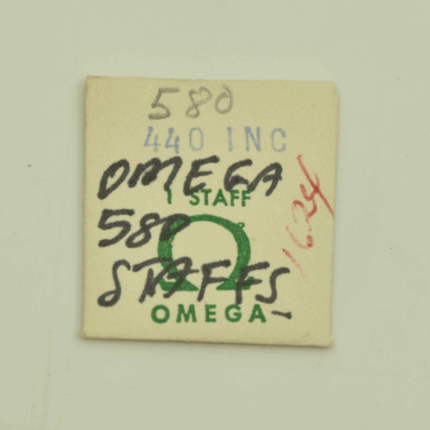 580
440 INC
OMEGA
1 STAFF
580
STAFFS
OMEGA
1624